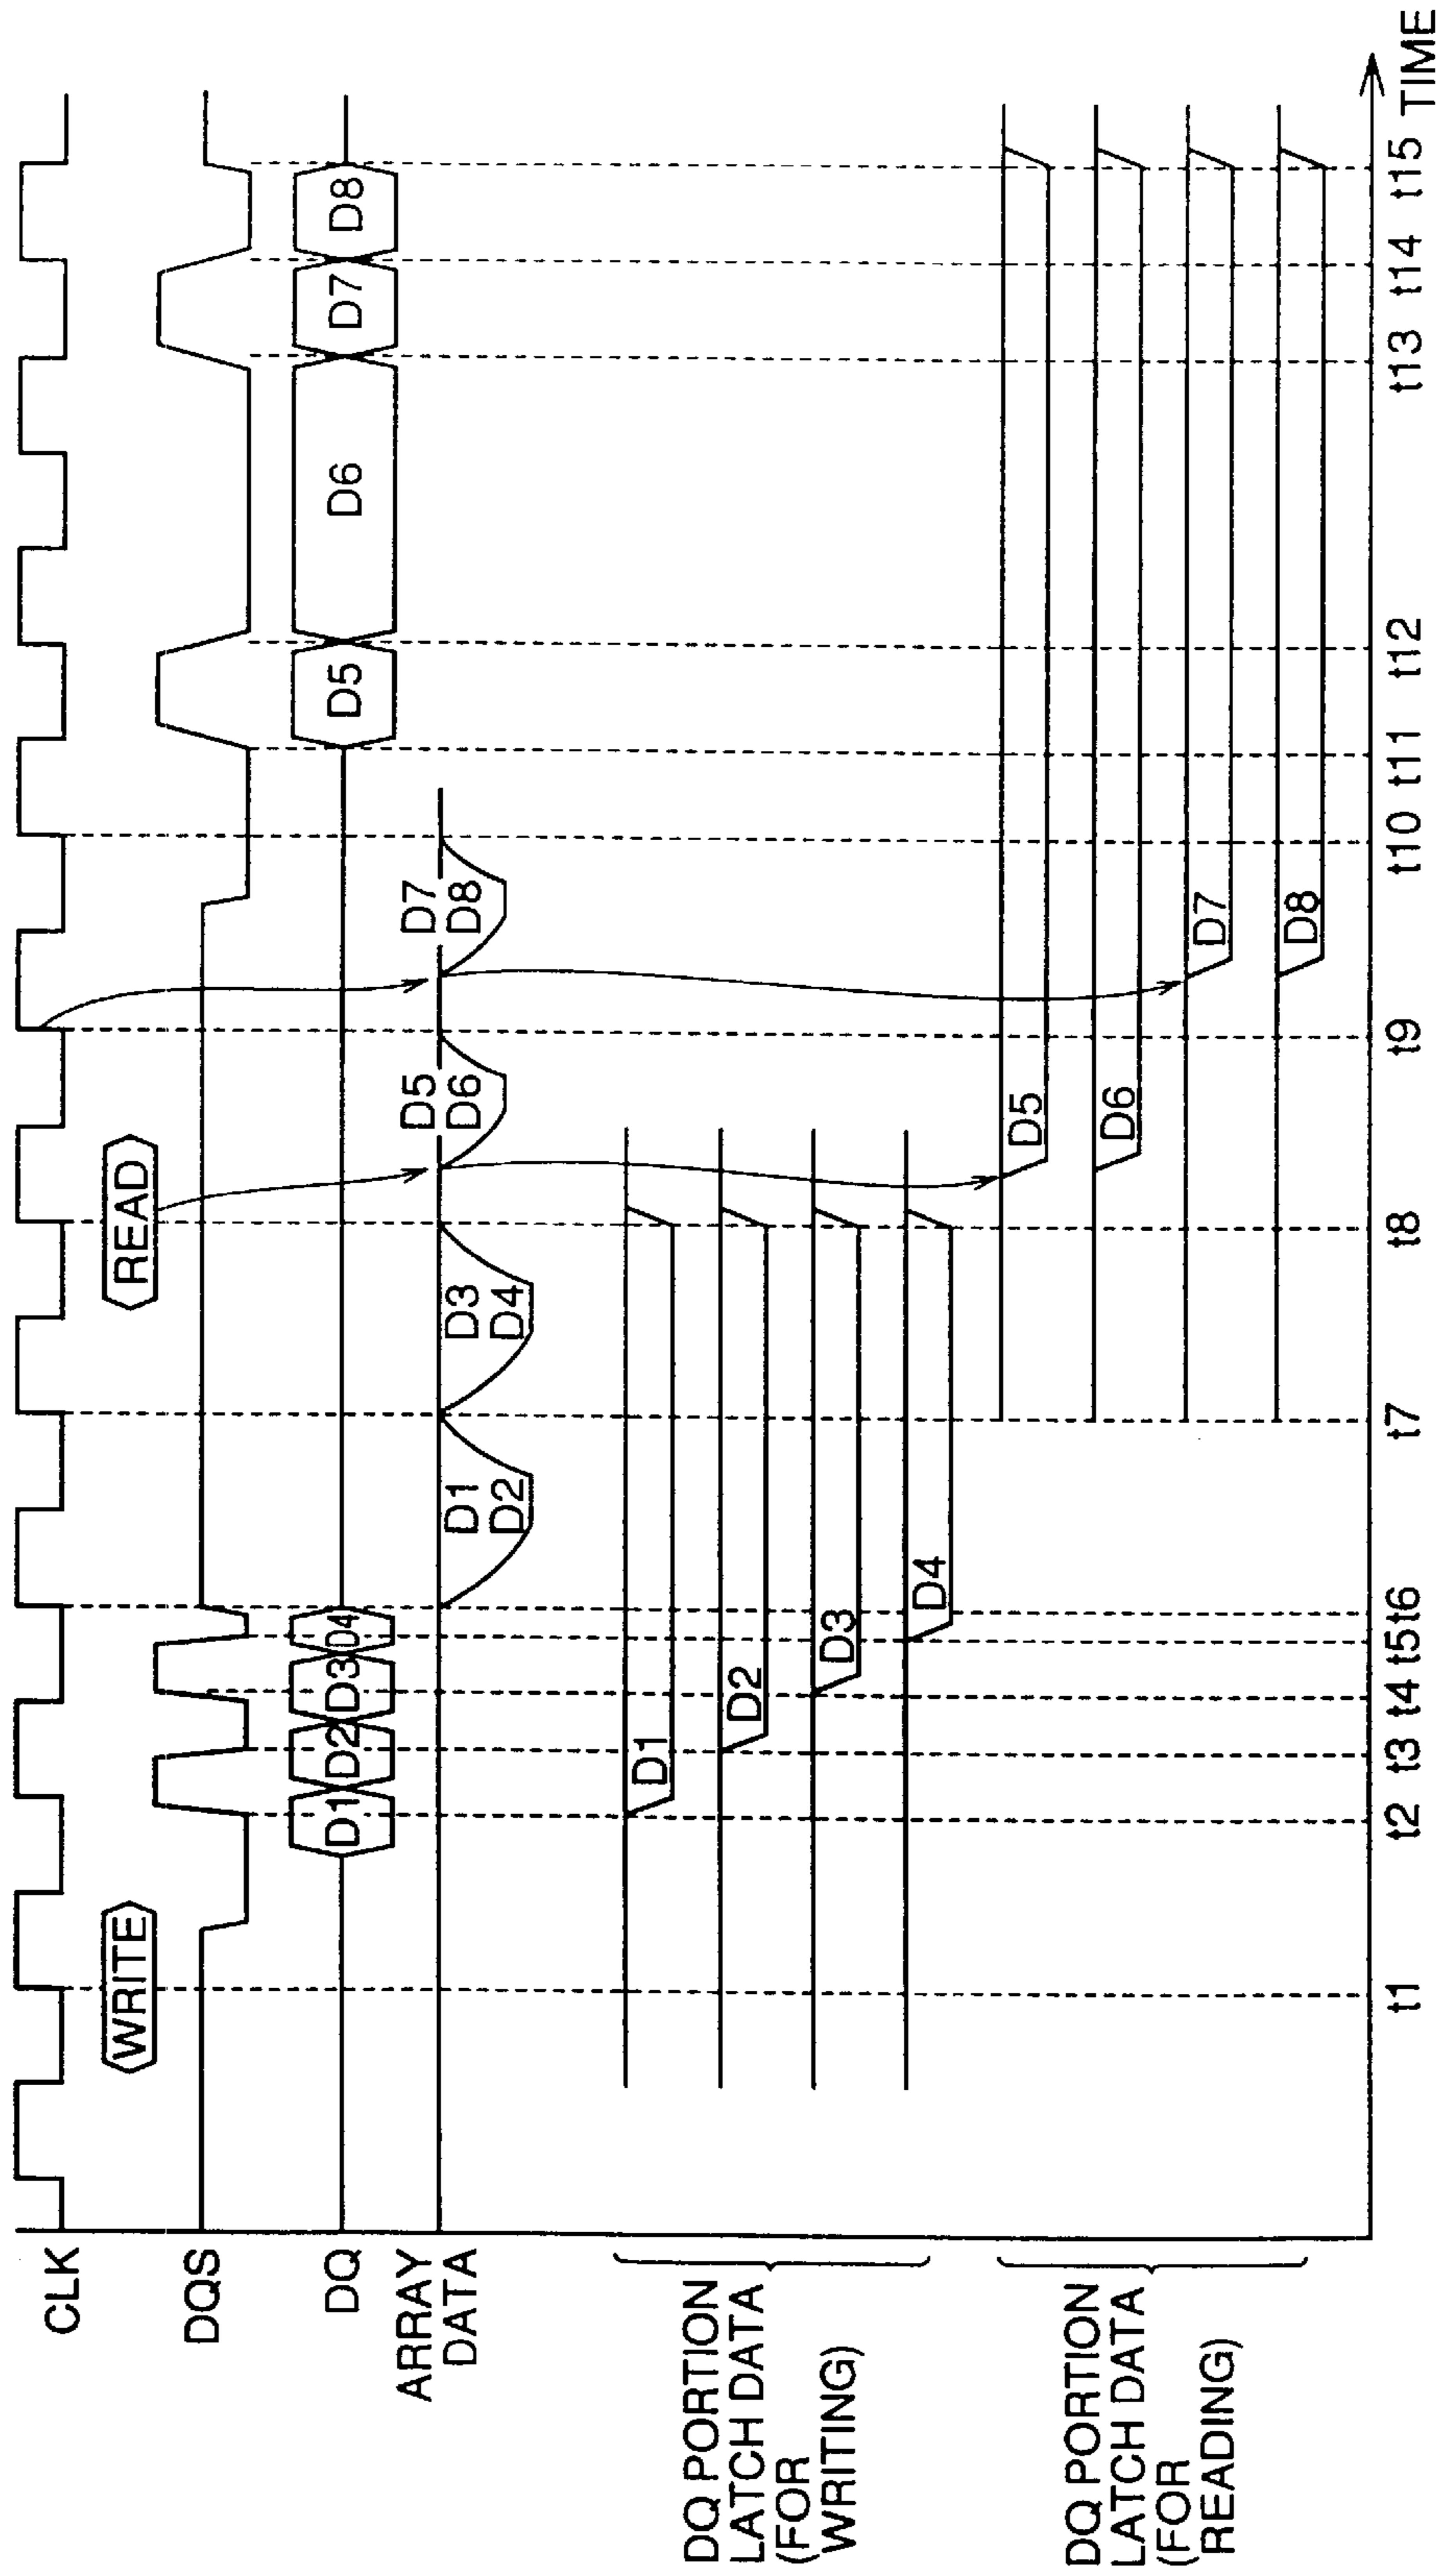 CLK
WRITE
READ
DQS
DQ
D1 D2 D3 D4 D5 D6 D7 D8
ARRAY
DATA
D1
D2
D3
D4
D5
D6
D7
D8
DQ PORTION
LATCH DATA
(FOR
WRITING)
D1
D2
D3
D4
DQ PORTION
LATCH DATA
(FOR
READING)
D5
D6
D7
D8
t1 t2 t3 t4 t5 t6 t7 t8 t9 t10 t11 t12 t13 t14 t15
TIME